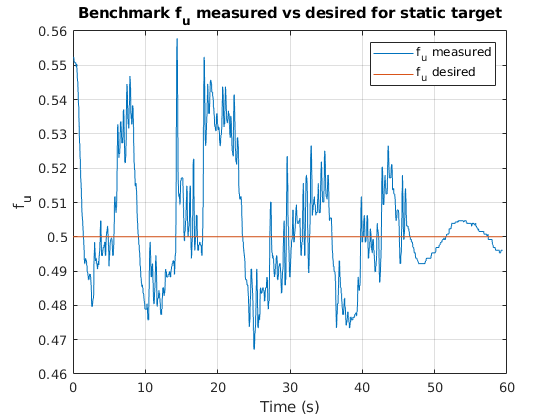 Benchmark f_u measured vs desired for static target
f_u measured
f_u desired
0.56
0.55
0.54
0.53
0.52
0.51
0.5
0.49
0.48
0.47
0.46
f_u
0 10 20 30 40 50 60
Time (s)